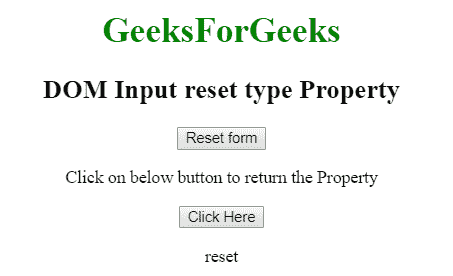 GeeksForGeeks
DOM Input reset type Property
Reset form
Click on below button to return the Property
Click Here
reset